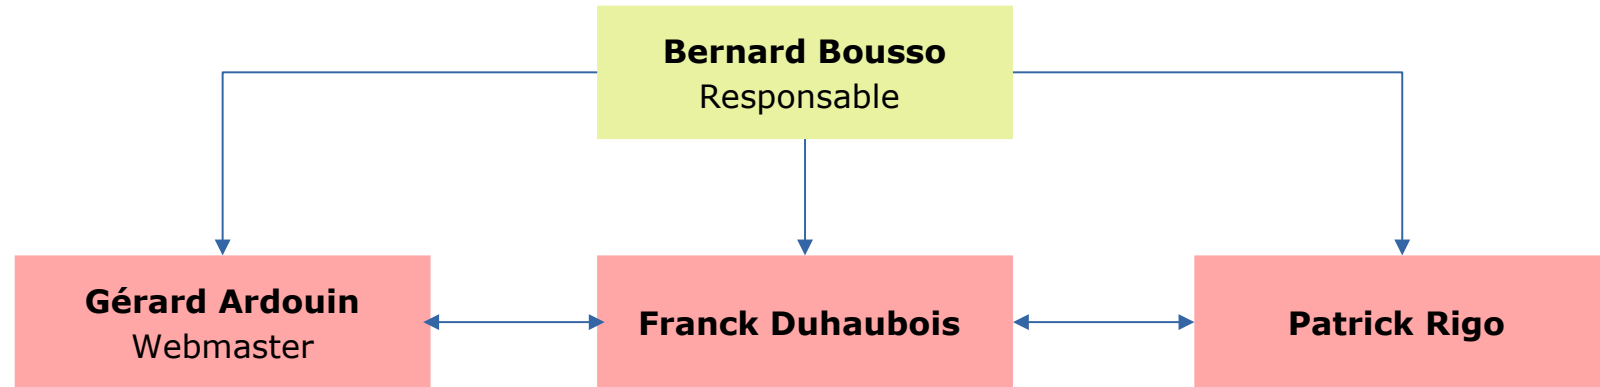 Bernard Bousso
Responsable
Gérard Ardouin
Webmaster
Franck Duhaubois
Patrick Rigo